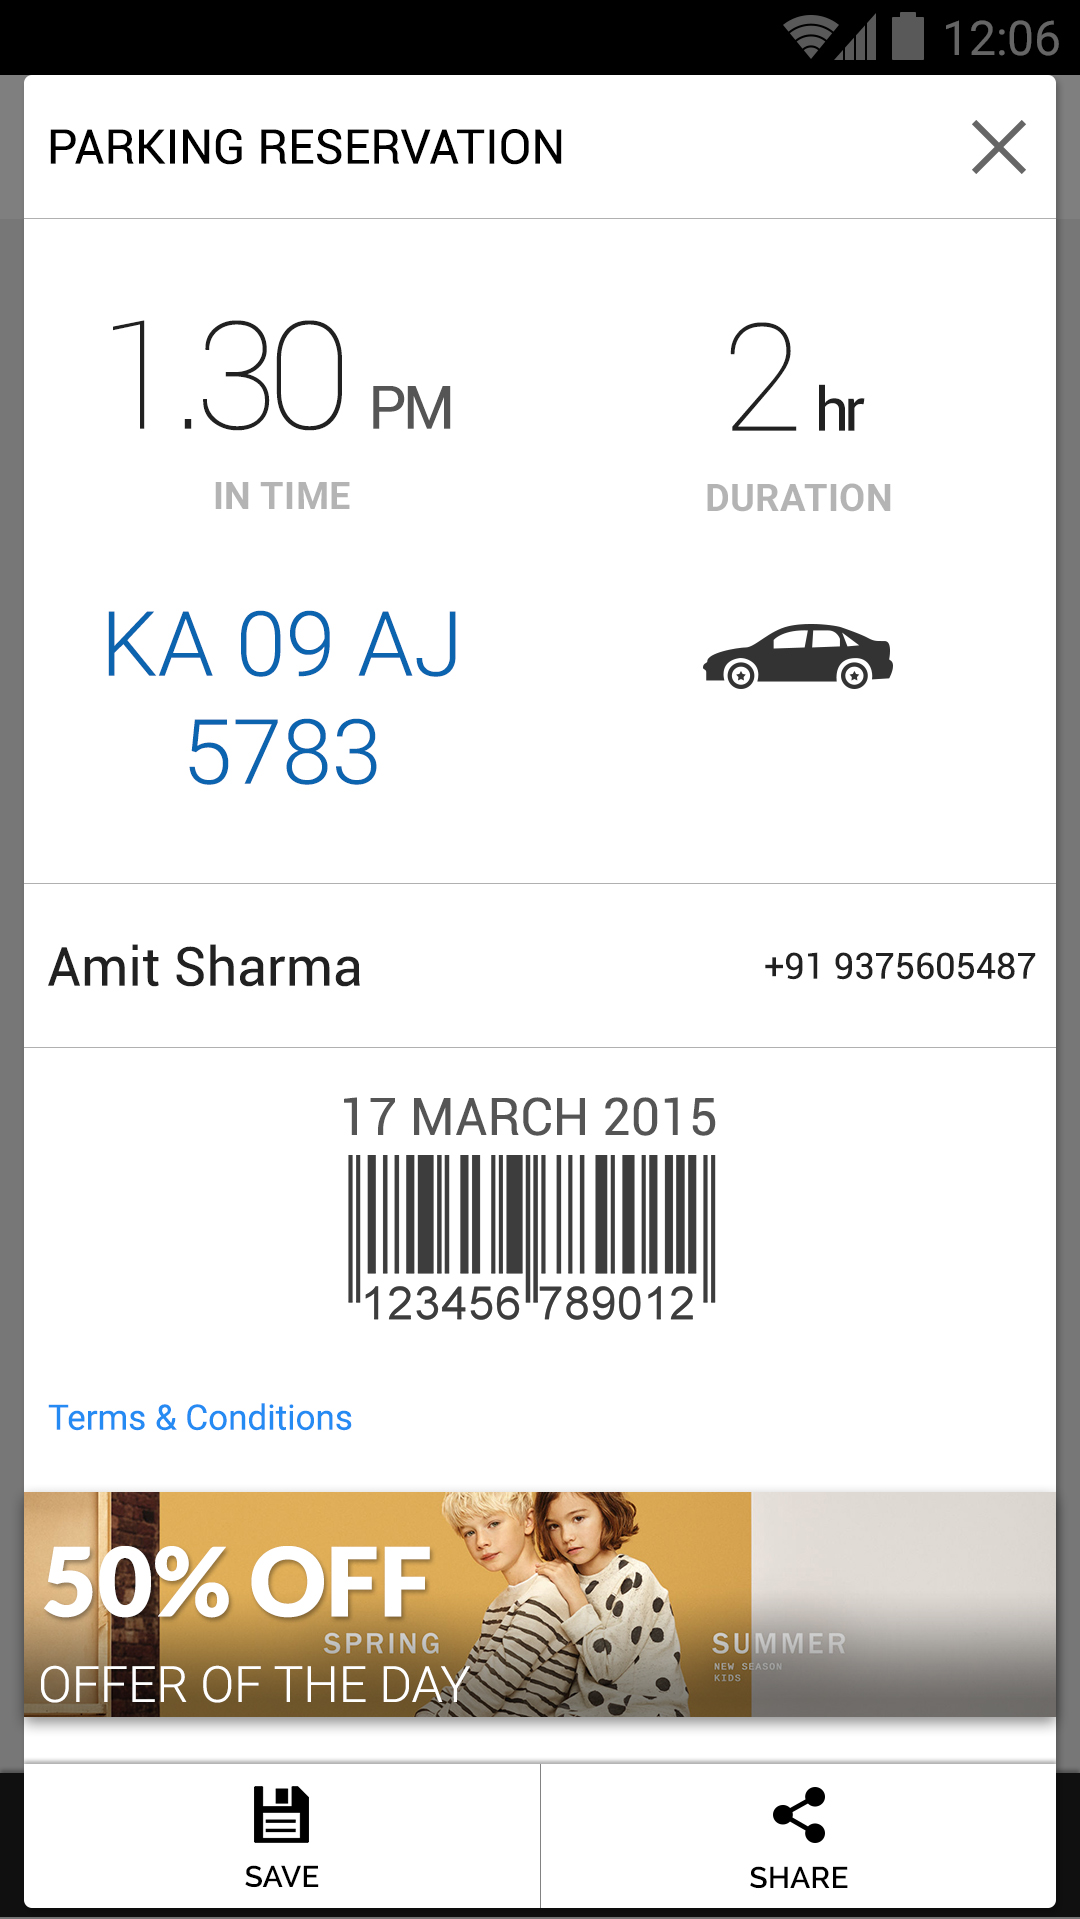 12:06
PARKING RESERVATION
1.30 PM
2 hr
IN TIME
DURATION
KA 09 AJ
5783
Amit Sharma
+91 9375605487
17 MARCH 2015
123456 789012
Terms & Conditions
50% OFF
SPRING
SUMMER
NEW SEASON
KIDS
OFFER OF THE DAY
SAVE
SHARE